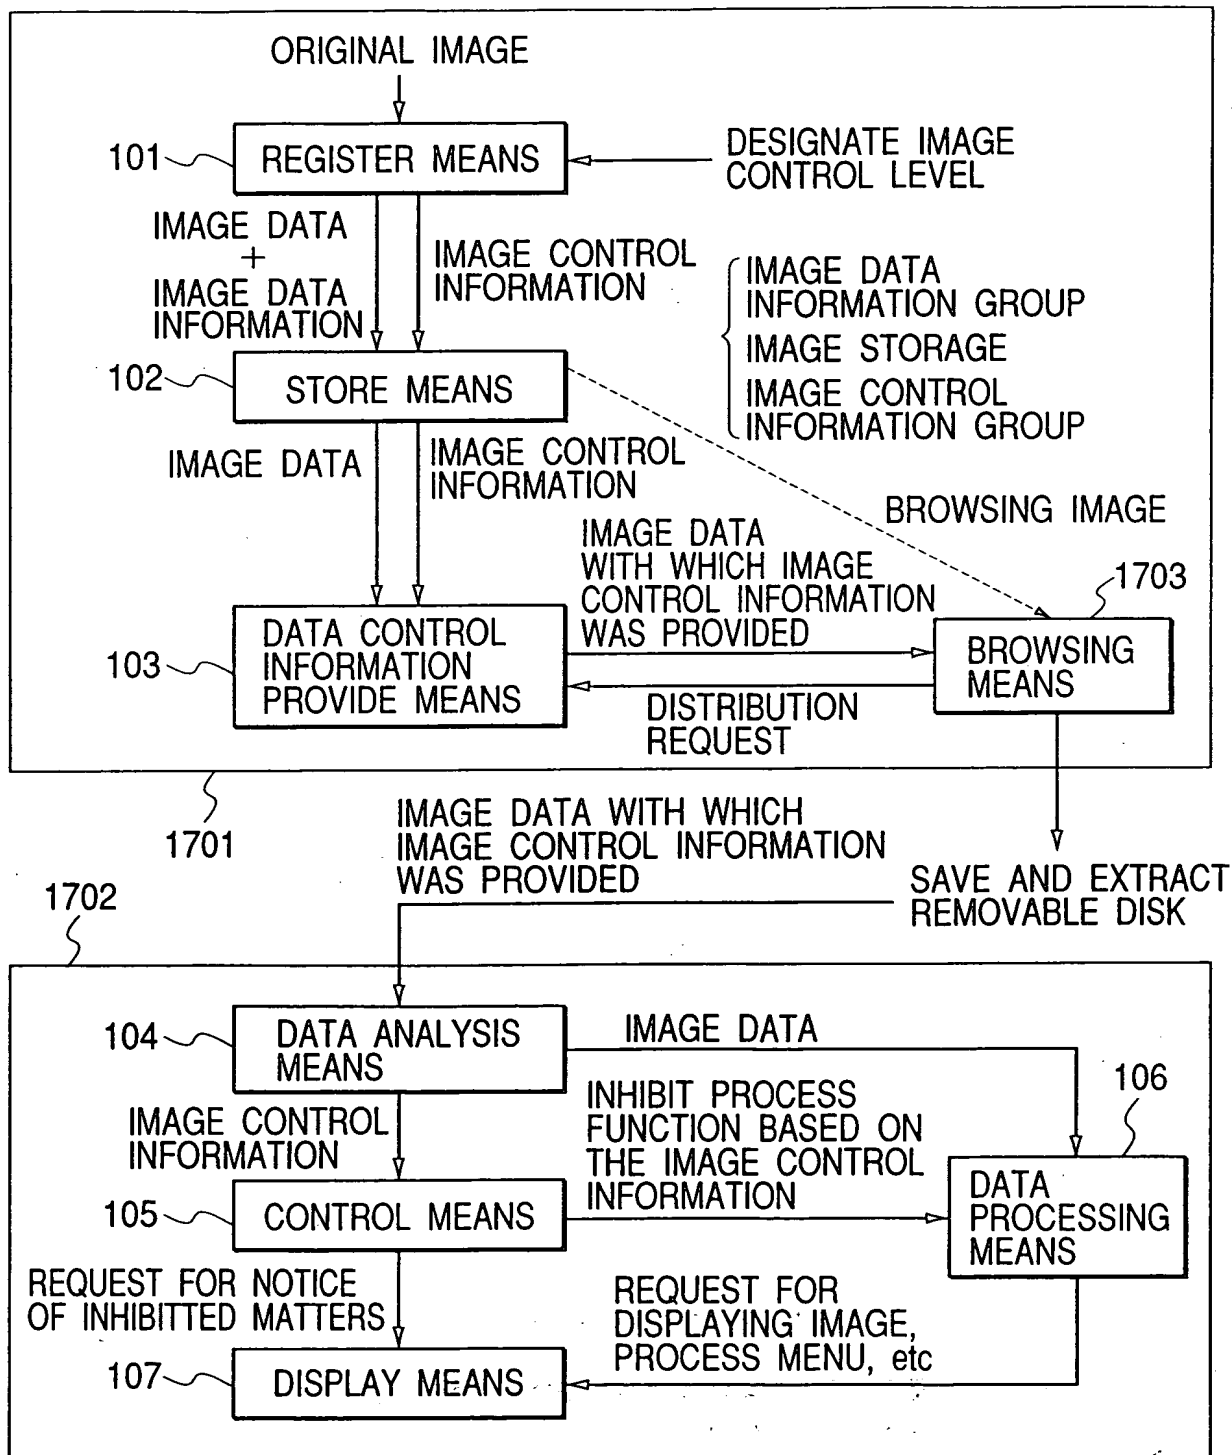 ORIGINAL IMAGE
101
REGISTER MEANS
DESIGNATE IMAGE
CONTROL LEVEL
IMAGE DATA
+
IMAGE DATA
INFORMATION
IMAGE CONTROL
INFORMATION
IMAGE DATA
INFORMATION GROUP
IMAGE STORAGE
IMAGE CONTROL
INFORMATION GROUP
102
STORE MEANS
IMAGE DATA
IMAGE CONTROL
INFORMATION
BROWSING IMAGE
IMAGE DATA
WITH WHICH IMAGE
CONTROL INFORMATION
WAS PROVIDED
1703
103
DATA CONTROL
INFORMATION
PROVIDE MEANS
BROWSING
MEANS
DISTRIBUTION
REQUEST
1701
IMAGE DATA WITH WHICH
IMAGE CONTROL INFORMATION
WAS PROVIDED
SAVE AND EXTRACT
REMOVABLE DISK
1702
104
DATA ANALYSIS
MEANS
IMAGE DATA
106
IMAGE CONTROL
INFORMATION
INHIBIT PROCESS
FUNCTION BASED ON
THE IMAGE CONTROL
INFORMATION
105
CONTROL MEANS
DATA
PROCESSING
MEANS
REQUEST FOR NOTICE
OF INHIBITTED MATTERS
REQUEST FOR
DISPLAYING IMAGE,
PROCESS MENU, etc
107
DISPLAY MEANS